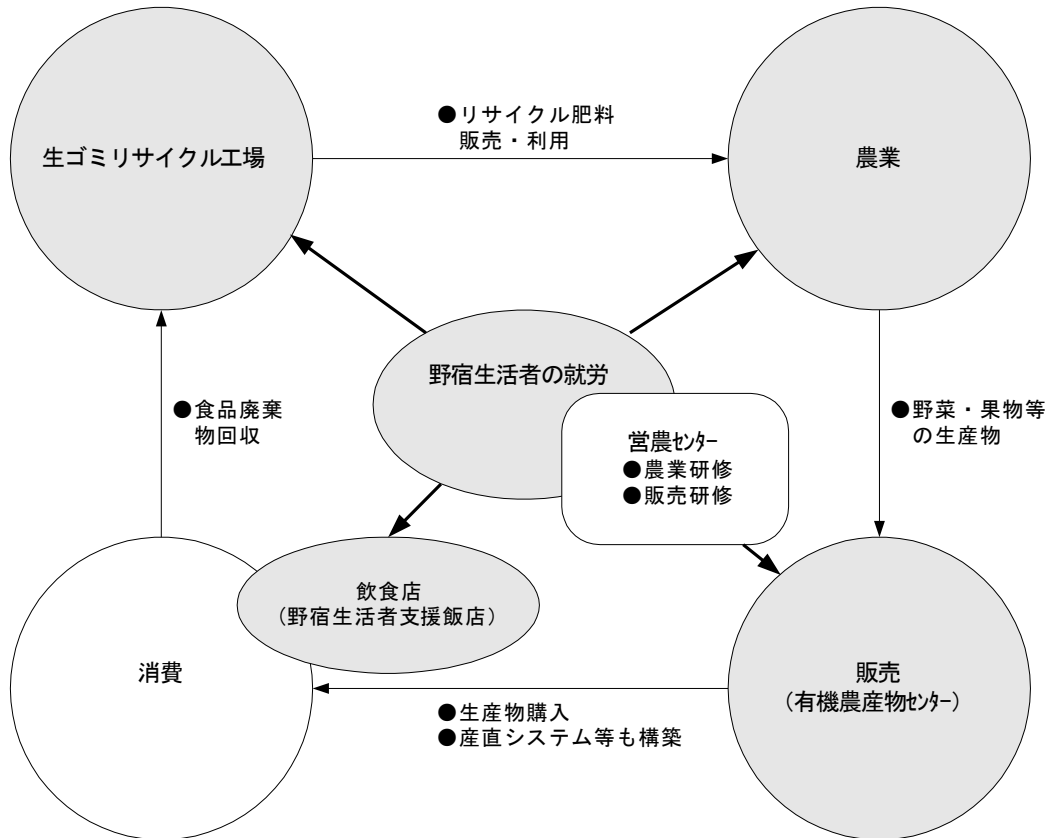 ●リサイクル肥料
販売・利用
生ゴミリサイクル工場
農業
野宿生活者の就労
●食品廃棄
物回収
●野菜・果物等
の生産物
営農ｾﾝﾀｰ
●農業研修
●販売研修
飲食店
（野宿生活者支援飯店）
消費
販売
（有機農産物ｾﾝﾀｰ）
●生産物購入
●産直システム等も構築